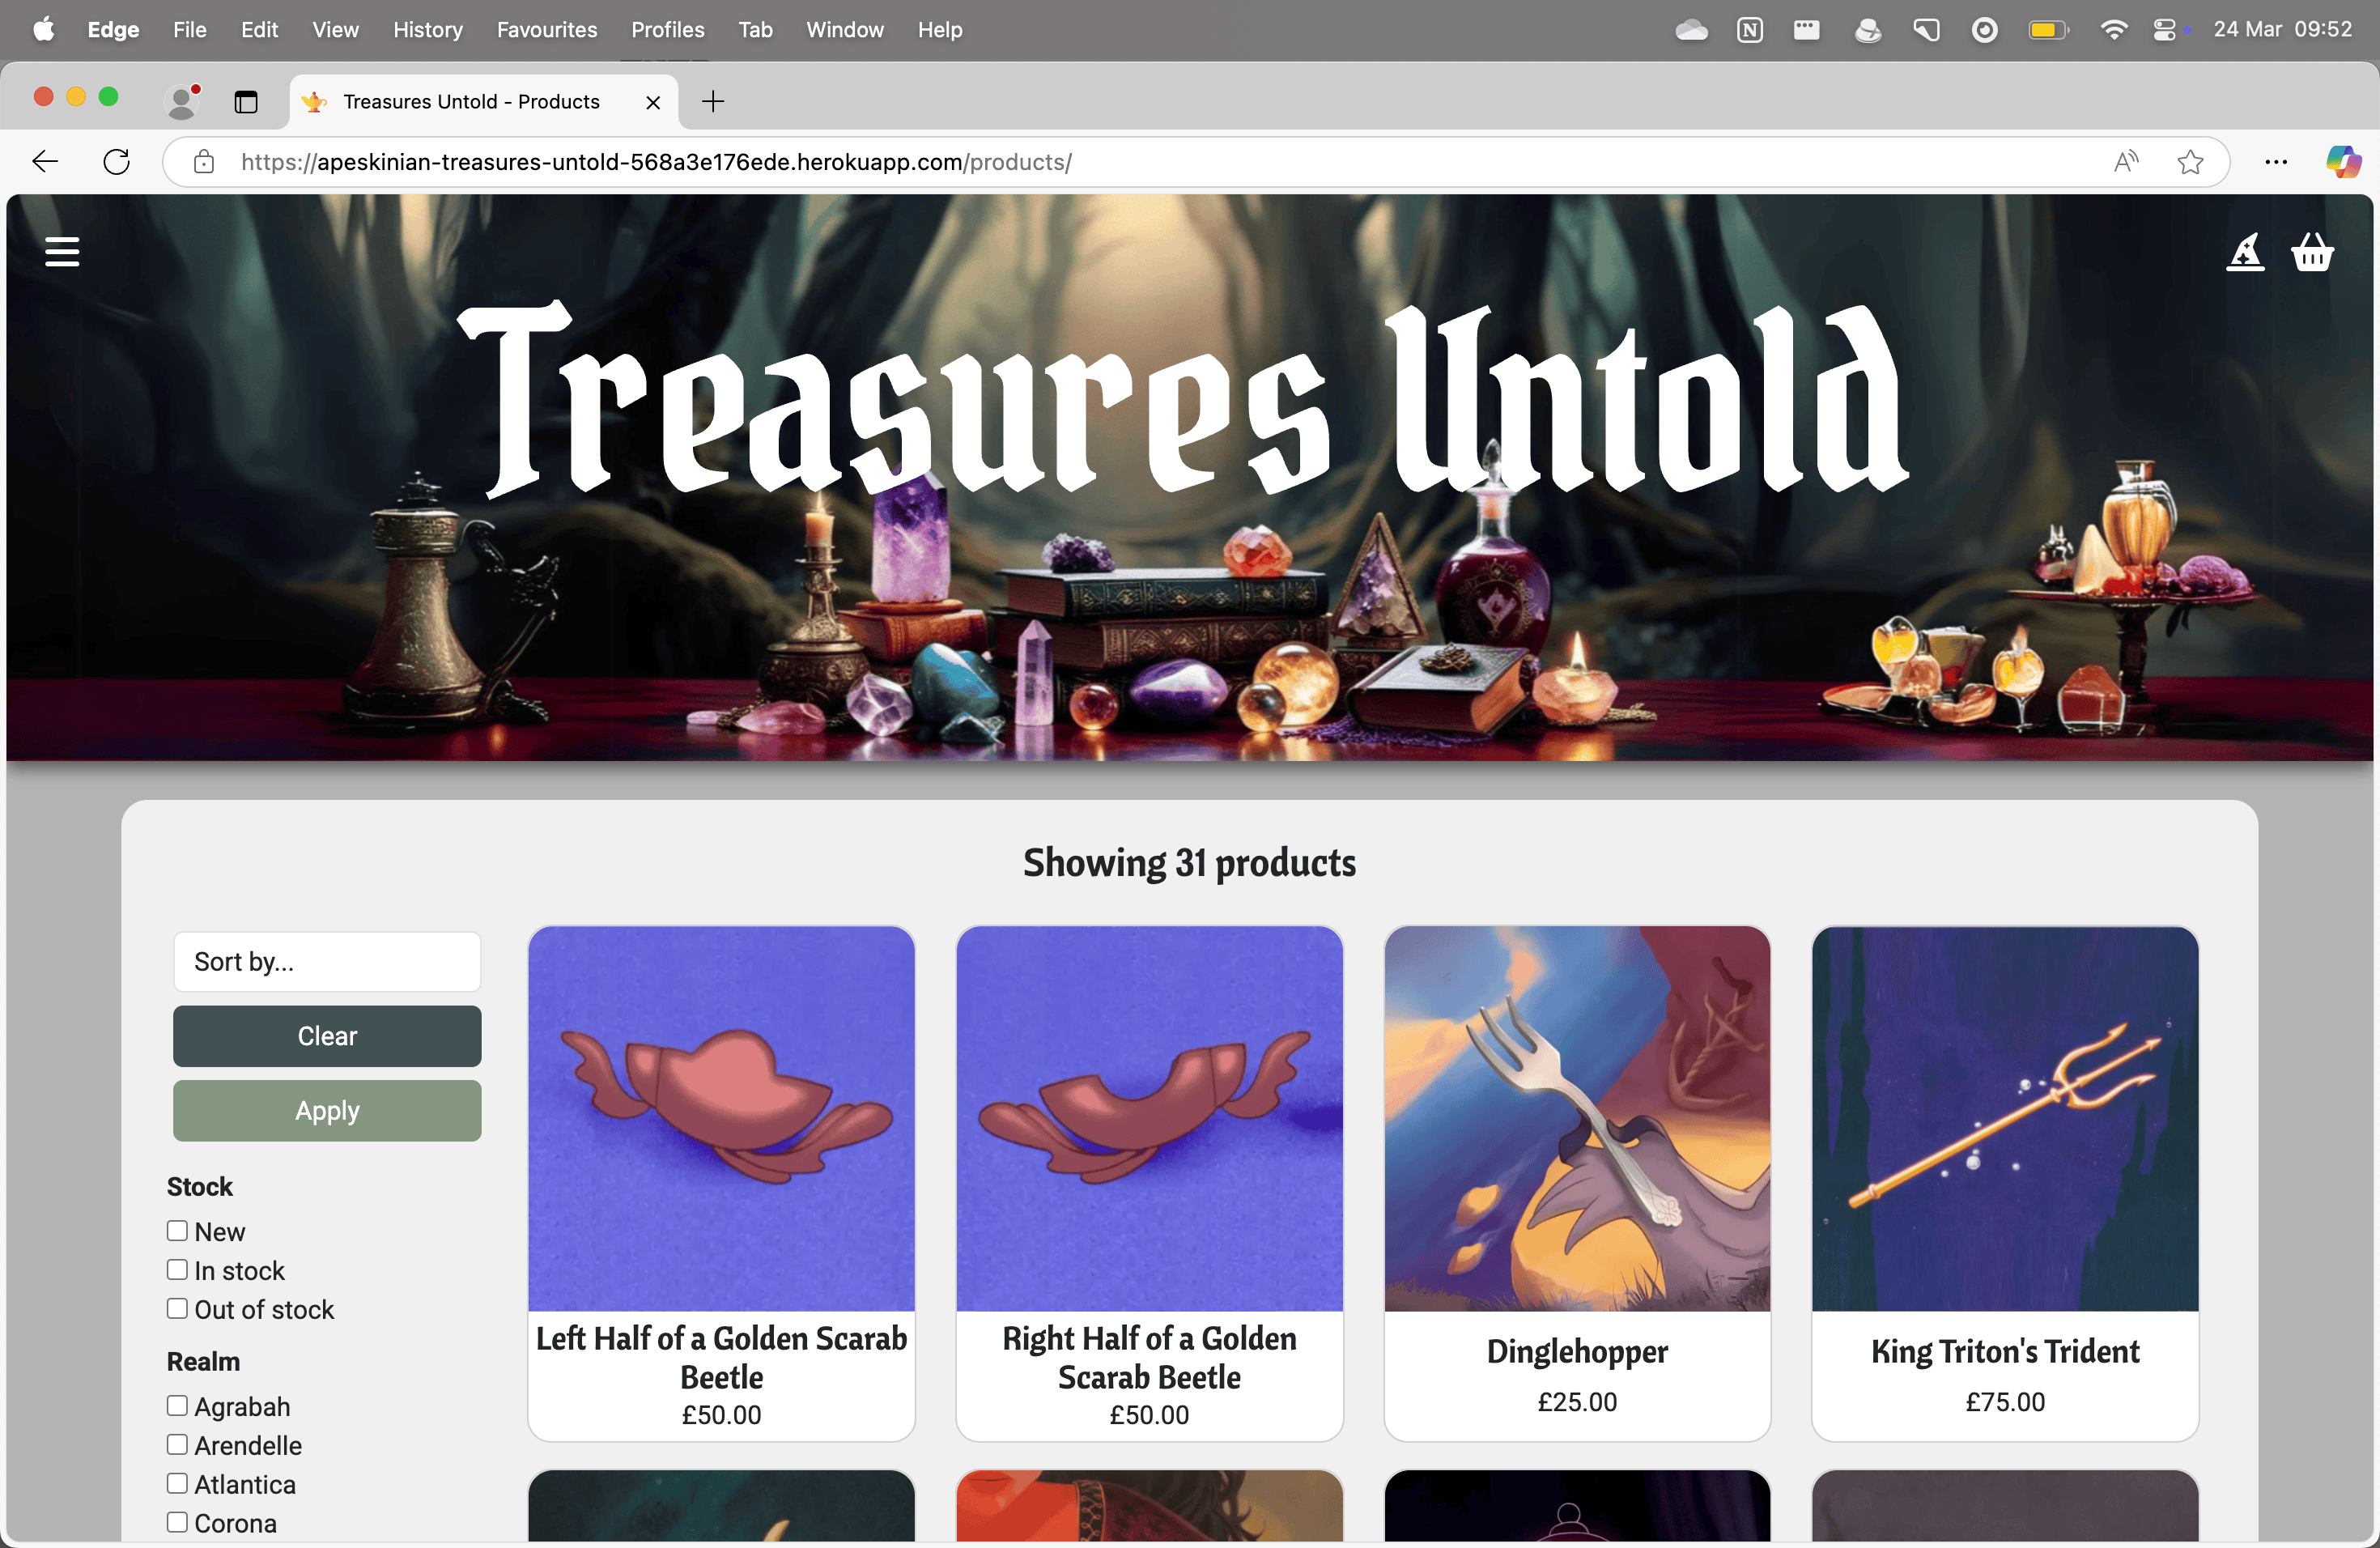 Edge File Edit View History Favourites Profiles Tab Window Help 24 Mar 09:52
Treasures Untold - Products
https://apeskinian-treasures-untold-568a3e176ede.herokuapp.com/products/
Treasures Untold
Showing 31 products
Sort by...
Clear
Apply
Stock
New
In stock
Out of stock
Realm
Agrabah
Arendelle
Atlantica
Corona
Left Half of a Golden Scarab
Beetle
£50.00
Right Half of a Golden
Scarab Beetle
£50.00
Dinglehopper
£25.00
King Triton's Trident
£75.00